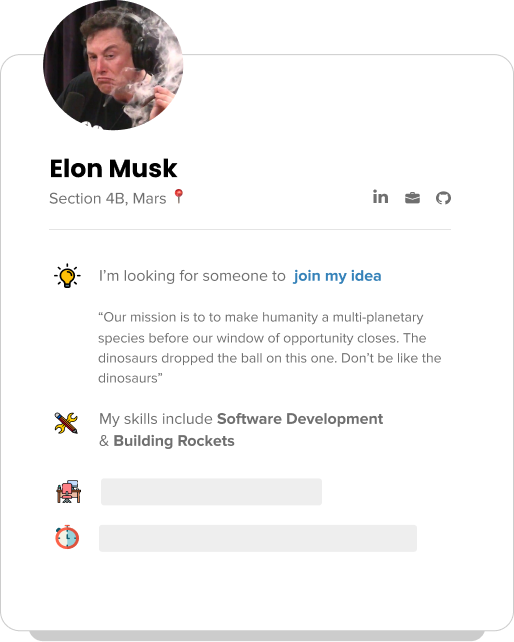 Elon Musk
Section 4B, Mars
in
I'm looking for someone to join my idea
“Our mission is to to make humanity a multi-planetary
species before our window of opportunity closes. The
dinosaurs dropped the ball on this one. Don't be like the
dinosaurs”
My skills include Software Development
& Building Rockets